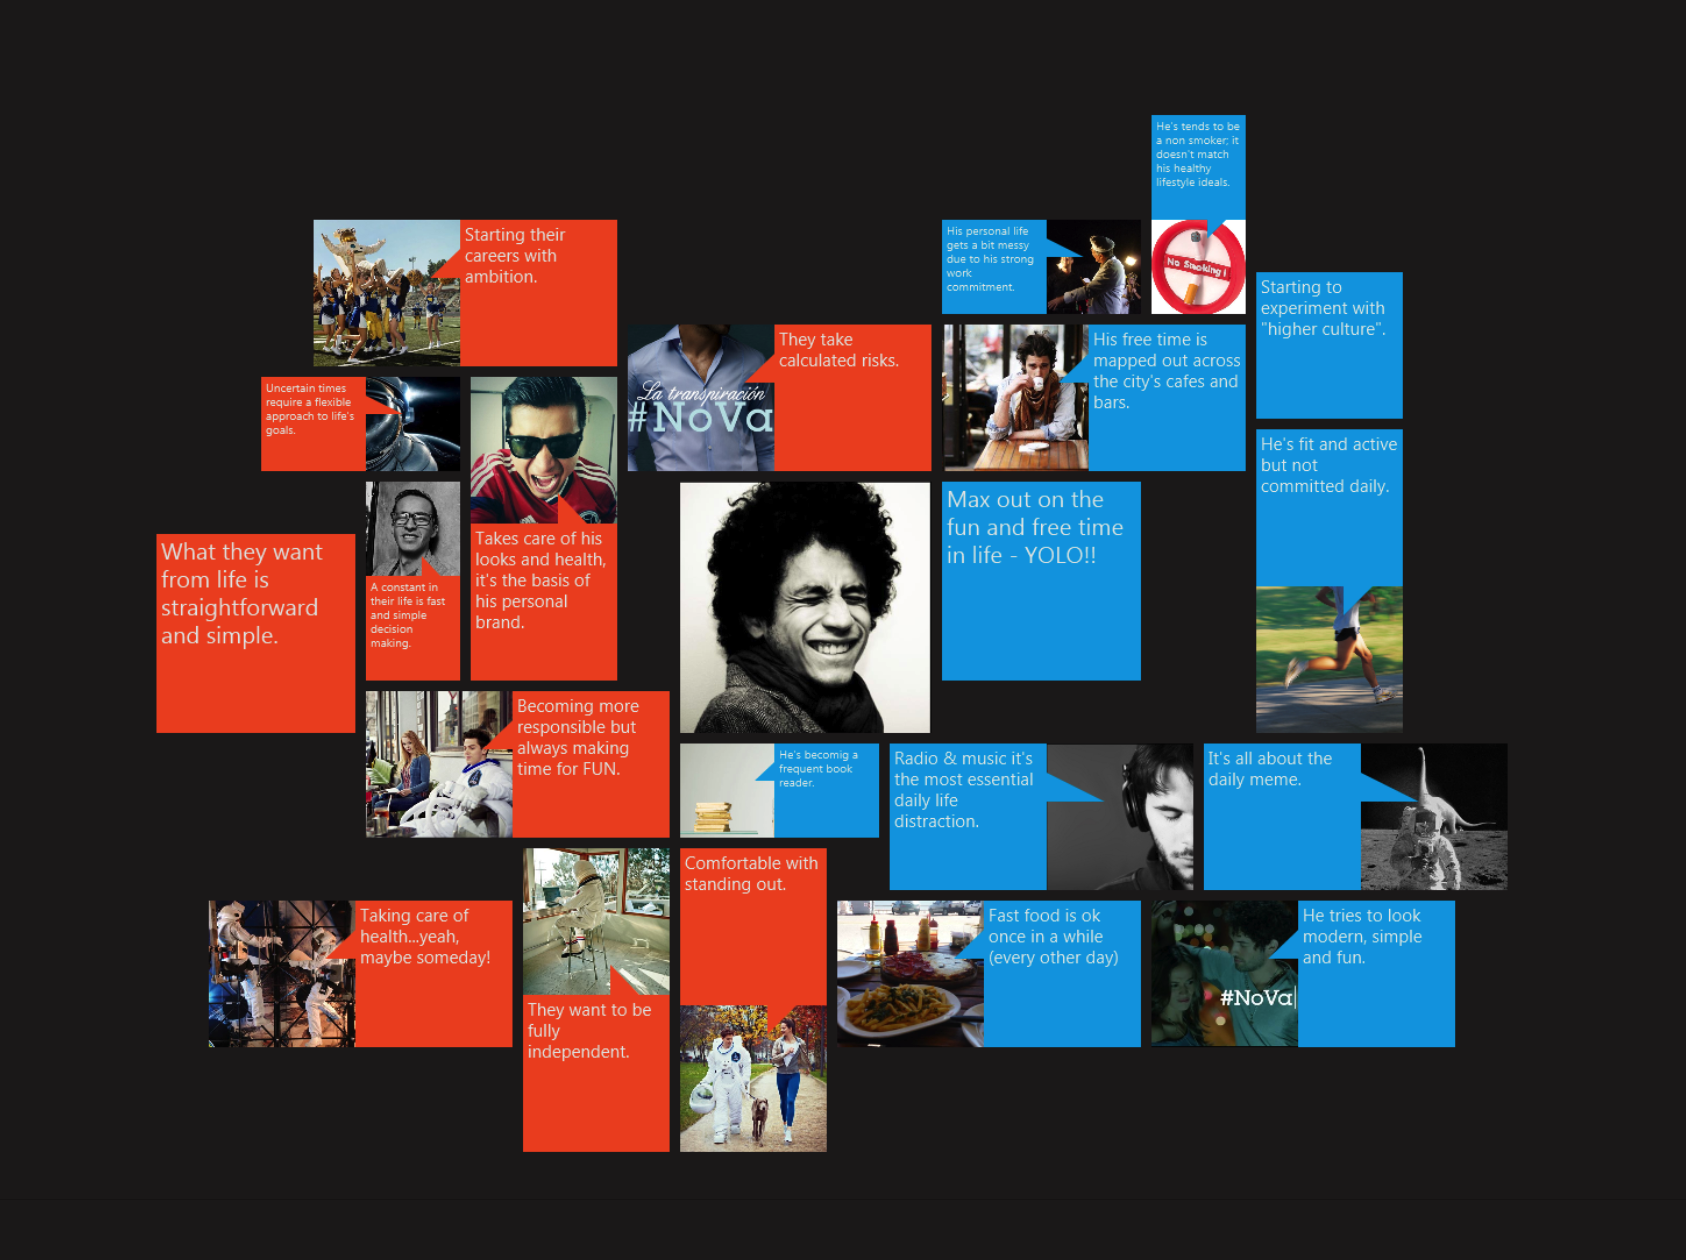 He's tends to be
a non smoker; it
doesn't match
his healthy
lifestyle ideals.
Starting their
careers with
ambition.
His personal life
gets a bit messy
due to his strong
work
commitment.
No Smoking!
Starting to
experiment with
"higher culture".
They take
calculated risks.
La transpiración
#NoVa
His free time is
mapped out across
the city's cafes and
bars.
Uncertain times
require a flexible
approach to life's
goals.
He's fit and active
but not
committed daily.
Max out on the
fun and free time
in life - YOLO!!
What they want
from life is
straightforward
and simple.
A constant in
their life is fast
and simple
decision
making.
Takes care of his
looks and health,
it's the basis of
his personal
brand.
Becoming more
responsible but
always making
time for FUN.
He's becomig a
frequent book
reader.
Radio & music it's
the most essential
daily life
distraction.
It's all about the
daily meme.
Comfortable with
standing out.
Taking care of
health...yeah,
maybe someday!
They want to be
fully
independent.
Fast food is ok
once in a while
(every other day)
He tries to look
modern, simple
and fun.
#NoVa